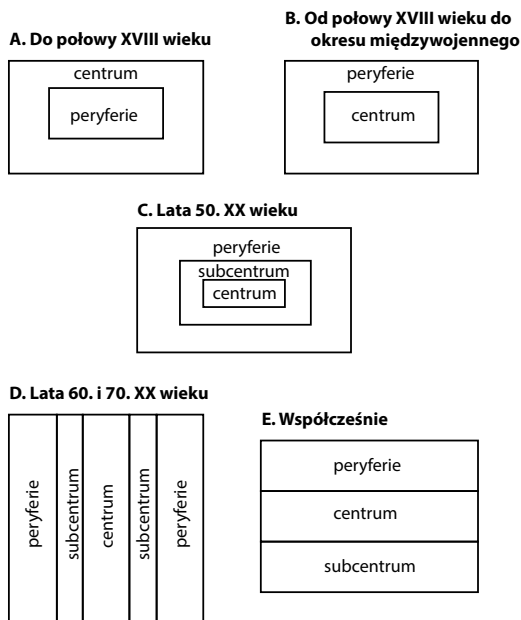 A. Do połowy XVIII wieku
centrum
peryferie
B. Od połowy XVIII wieku do
okresu międzywojennego
peryferie
centrum
C. Lata 50. XX wieku
peryferie
subcentrum
centrum
D. Lata 60. i 70. XX wieku
peryferie
subcentrum
centrum
subcentrum
peryferie
E. Współcześnie
peryferie
centrum
subcentrum